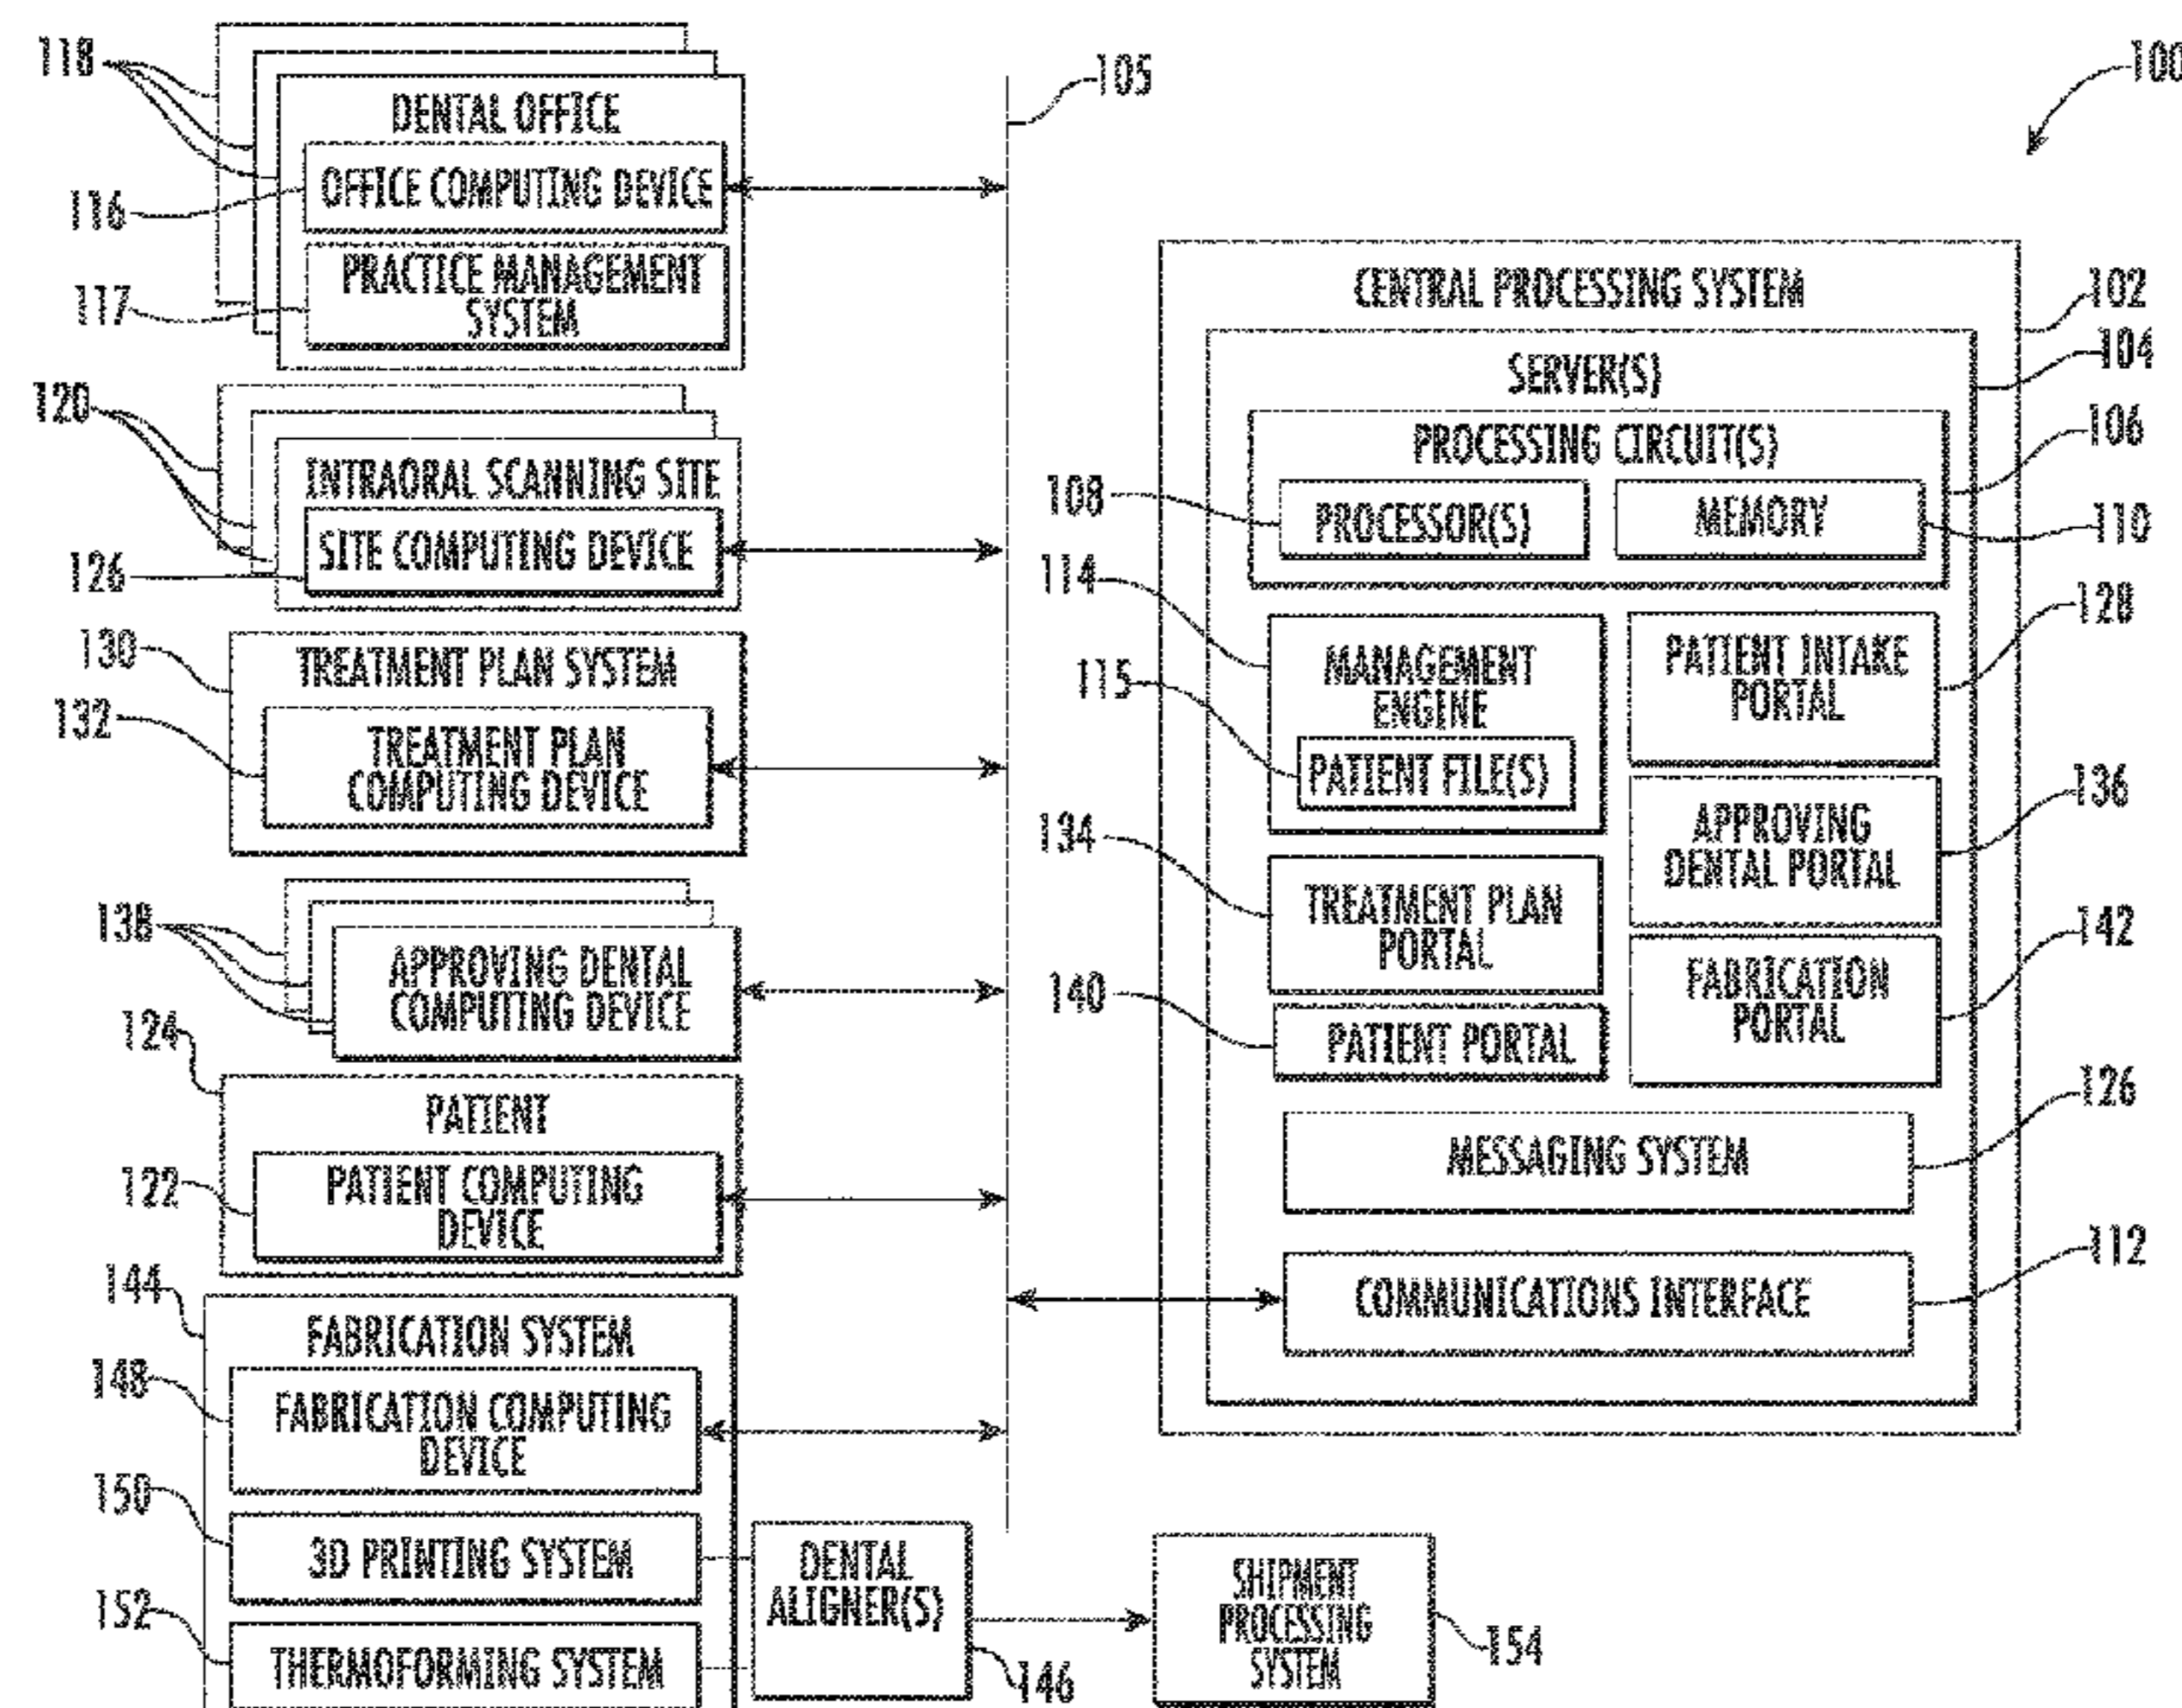 118
DENTAL OFFICE
116
OFFICE COMPUTING DEVICE
117
PRACTICE MANAGEMENT
SYSTEM
120
INTRAORAL SCANNING SITE
126
SITE COMPUTING DEVICE
130
TREATMENT PLAN SYSTEM
132
TREATMENT PLAN
COMPUTING DEVICE
138
APPROVING DENTAL
COMPUTING DEVICE
124
PATIENT
122
PATIENT COMPUTING
DEVICE
144
FABRICATION SYSTEM
148
FABRICATION COMPUTING
DEVICE
150
3D PRINTING SYSTEM
152
THERMOFORMING SYSTEM
DENTAL
ALIGNER(S)
146
SHIPMENT
PROCESSING
SYSTEM
154
105
100
CENTRAL PROCESSING SYSTEM
102
SERVER(S)
104
PROCESSING CIRCUIT(S)
106
108
PROCESSOR(S)
MEMORY
110
114
MANAGEMENT
ENGINE
115
PATIENT FILE(S)
PATIENT INTAKE
PORTAL
128
APPROVING
DENTAL PORTAL
136
134
TREATMENT PLAN
PORTAL
FABRICATION
PORTAL
142
140
PATIENT PORTAL
MESSAGING SYSTEM
126
COMMUNICATIONS INTERFACE
112